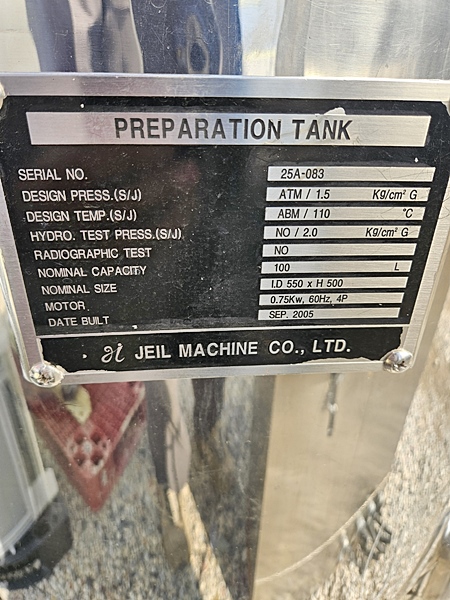 PREPARATION TANK
SERIAL NO. 25A-083
DESIGN PRESS.(S/J) ATM / 1.5 Kg/cm² G
DESIGN TEMP.(S/J) ABM / 110 °C
HYDRO. TEST PRESS.(S/J) NO / 2.0 Kg/cm² G
RADIOGRAPHIC TEST NO
NOMINAL CAPACITY 100 L
NOMINAL SIZE I.D 550 x H 500
MOTOR 0.75Kw, 60Hz, 4P
DATE BUILT SEP. 2005
JEIL MACHINE CO., LTD.